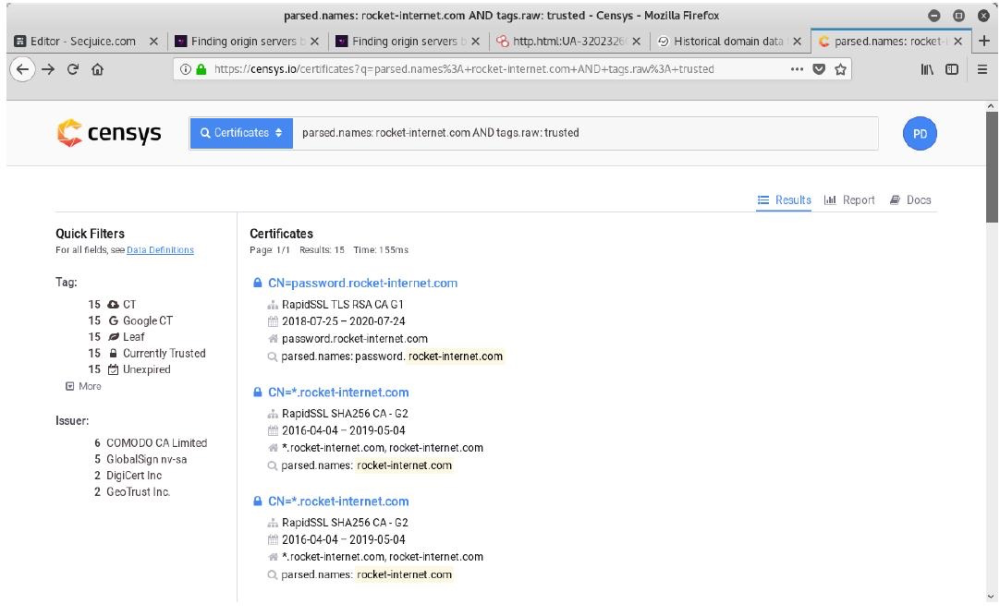 parsed.names: rocket-internet.com AND tags.raw: trusted - Censys - Mozilla Firefox
Editor - Secjuice.com
Finding origin servers b
Finding origin servers b
http.html:UA-3202326
Historical domain data
parsed.names: rocket-i
https://censys.io/certificates?q=parsed.names%3A+rocket-internet.com+AND+tags.raw%3A+trusted
censys
Certificates
parsed.names: rocket-internet.com AND tags.raw: trusted
PD
Results Report Docs
Quick Filters
For all fields, see Data Definitions
Tag:
15 CT
15 Google CT
15 Leaf
15 Currently Trusted
15 Unexpired
More
Issuer:
6 COMODO CA Limited
5 GlobalSign nv-sa
2 DigiCert Inc
2 GeoTrust Inc.
Certificates
Page: 1/1 Results: 15 Time: 155ms
CN=password.rocket-internet.com
RapidSSL TLS RSA CA G1
2018-07-25 – 2020-07-24
password.rocket-internet.com
parsed.names: password. rocket-internet.com
CN=*.rocket-internet.com
RapidSSL SHA256 CA - G2
2016-04-04 – 2019-05-04
*.rocket-internet.com, rocket-internet.com
parsed.names: rocket-internet.com
CN=*.rocket-internet.com
RapidSSL SHA256 CA - G2
2016-04-04 – 2019-05-04
*.rocket-internet.com, rocket-internet.com
parsed.names: rocket-internet.com